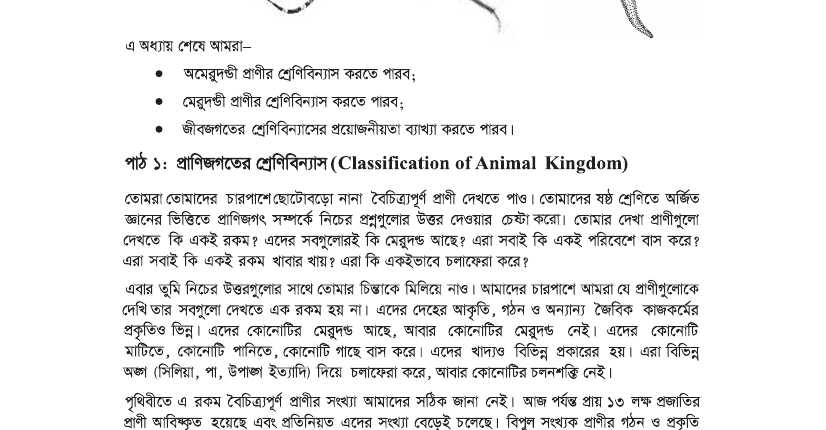 এ অধ্যায় শেষে আমরা–
• অমেরুদণ্ডী প্রাণীর শ্রেণিবিন্যাস করতে পারব;
• মেরুদণ্ডী প্রাণীর শ্রেণিবিন্যাস করতে পারব;
• জীবজগতের শ্রেণিবিন্যাসের প্রয়োজনীয়তা ব্যাখ্যা করতে পারব।
পাঠ ১: প্রাণিজগতের শ্রেণিবিন্যাস (Classification of Animal Kingdom)
তোমরা তোমাদের চারপাশে ছোটোবড়ো নানা বৈচিত্র্যপূর্ণ প্রাণী দেখতে পাও। তোমাদের ষষ্ঠ শ্রেণিতে অর্জিত
জ্ঞানের ভিত্তিতে প্রাণিজগৎ সম্পর্কে নিচের প্রশ্নগুলোর উত্তর দেওয়ার চেষ্টা করো। তোমার দেখা প্রাণীগুলো
দেখতে কি একই রকম? এদের সবগুলোরই কি মেরুদন্ড আছে? এরা সবাই কি একই পরিবেশে বাস করে?
এরা সবাই কি একই রকম খাবার খায়? এরা কি একইভাবে চলাফেরা করে?
এবার তুমি নিচের উত্তরগুলোর সাথে তোমার চিন্তাকে মিলিয়ে নাও। আমাদের চারপাশে আমরা যে প্রাণীগুলোকে
দেখি তার সবগুলো দেখতে এক রকম হয় না। এদের দেহের আকৃতি, গঠন ও অন্যান্য জৈবিক কাজকর্মের
প্রকৃতিও ভিন্ন। এদের কোনোটির মেরুদন্ড আছে, আবার কোনোটির মেরুদন্ড নেই। এদের কোনোটি
মাটিতে, কোনোটি পানিতে, কোনোটি গাছে বাস করে। এদের খাদ্যও বিভিন্ন প্রকারের হয়। এরা বিভিন্ন
অঙ্গ (সিলিয়া, পা, উপাঙ্গ ইত্যাদি) দিয়ে চলাফেরা করে, আবার কোনোটির চলনশক্তি নেই।
পৃথিবীতে এ রকম বৈচিত্র্যপূর্ণ প্রাণীর সংখ্যা আমাদের সঠিক জানা নেই। আজ পর্যন্ত প্রায় ১৩ লক্ষ প্রজাতির
প্রাণী আবিষ্কৃত হয়েছে এবং প্রতিনিয়ত এদের সংখ্যা বেড়েই চলেছে। বিপুল সংখ্যক প্রাণীর গঠন ও প্রকৃতি